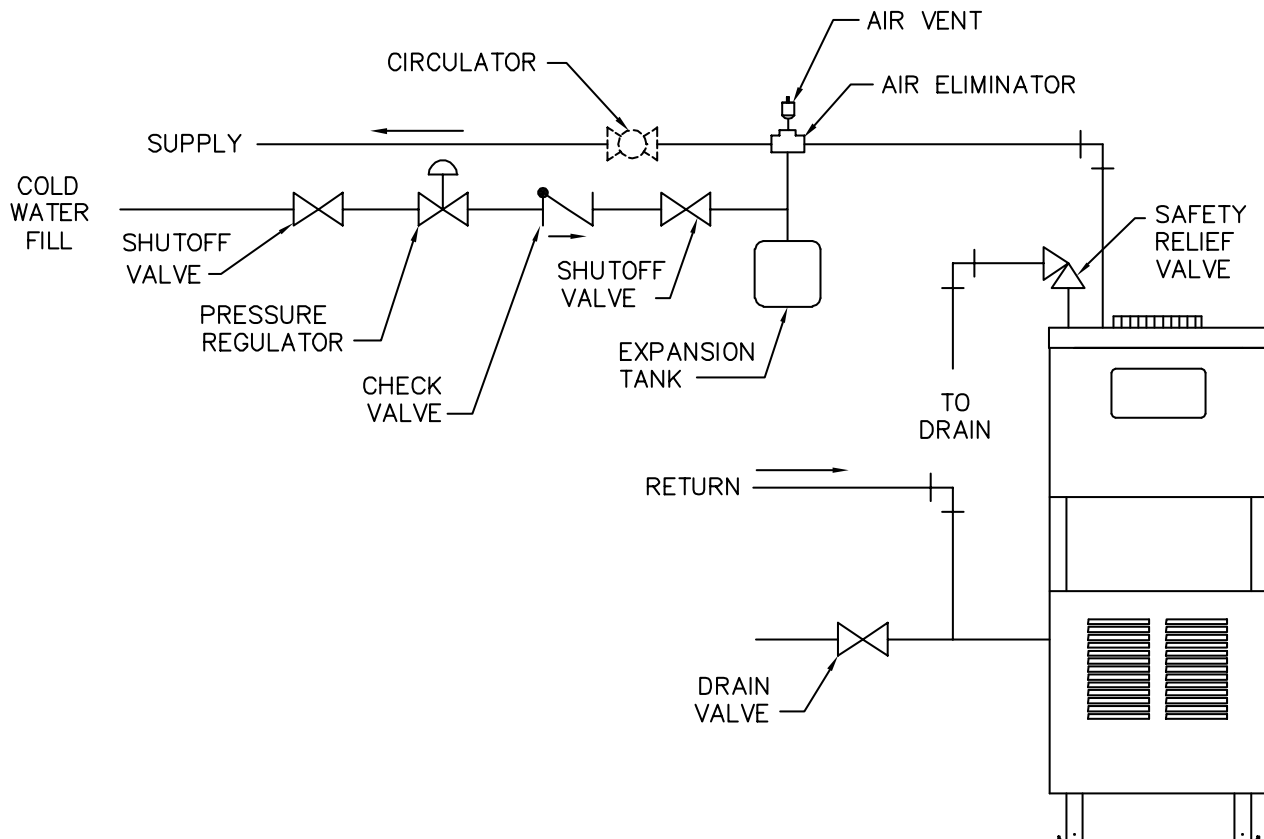 AIR VENT
CIRCULATOR
AIR ELIMINATOR
SUPPLY
COLD
WATER
FILL
SHUTOFF
VALVE
PRESSURE
REGULATOR
CHECK
VALVE
SHUTOFF
VALVE
EXPANSION
TANK
SAFETY
RELIEF
VALVE
TO
DRAIN
RETURN
DRAIN
VALVE